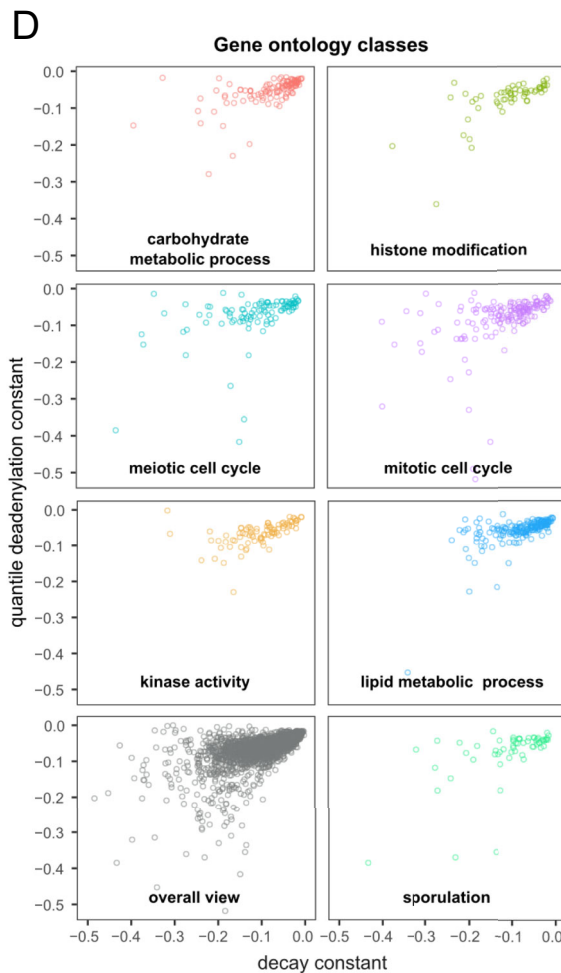 D
Gene ontology classes
quantile deadenylation constant
0.0
−0.1
−0.2
−0.3
−0.4
−0.5
carbohydrate
metabolic process
histone modification
0.0
−0.1
−0.2
−0.3
−0.4
−0.5
meiotic cell cycle
mitotic cell cycle
0.0
−0.1
−0.2
−0.3
−0.4
−0.5
kinase activity
lipid metabolic process
0.0
−0.1
−0.2
−0.3
−0.4
−0.5
overall view
sporulation
−0.5 −0.4 −0.3 −0.2 −0.1 0.0 −0.5 −0.4 −0.3 −0.2 −0.1 0.0
decay constant